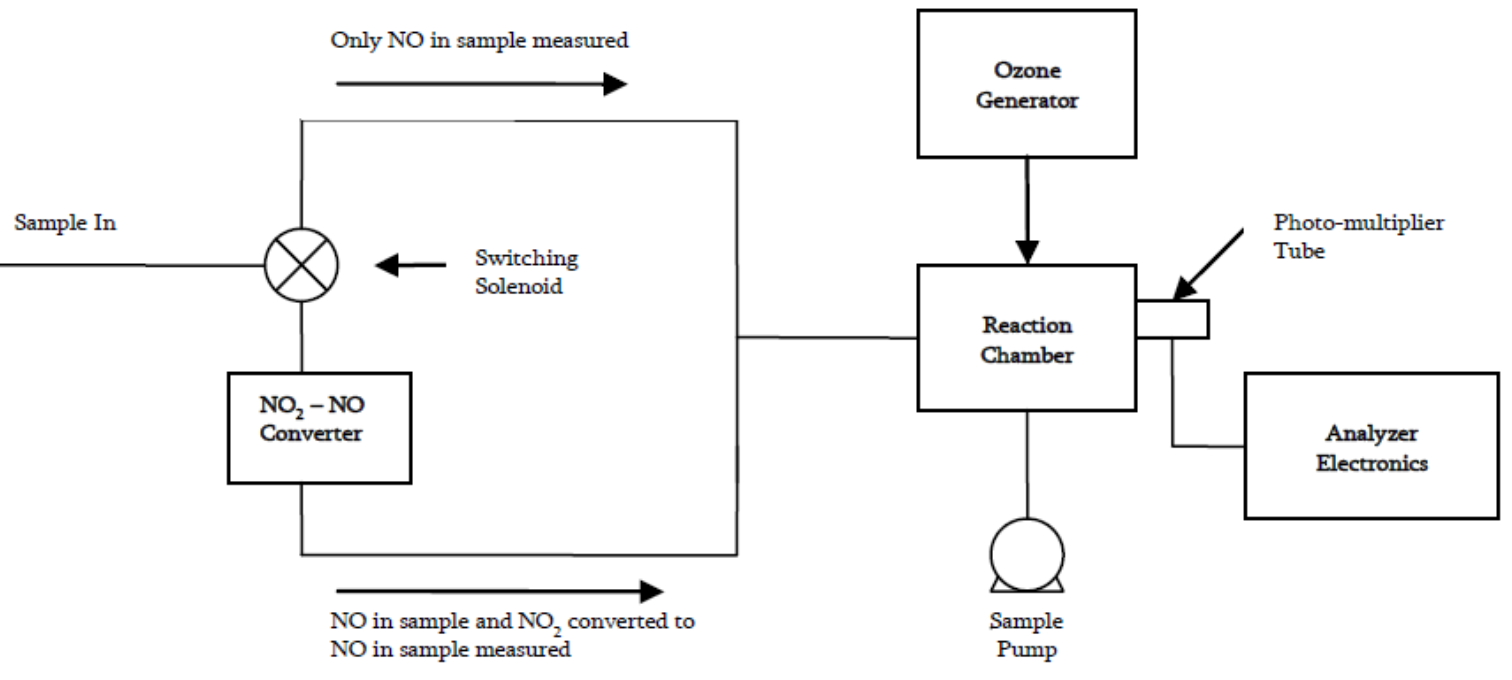 Only NO in sample measured
Ozone
Generator
Sample In
Switching
Solenoid
Photo-multiplier
Tube
Reaction
Chamber
NO₂ – NO
Converter
Analyzer
Electronics
NO in sample and NO₂ converted to
NO in sample measured
Sample
Pump